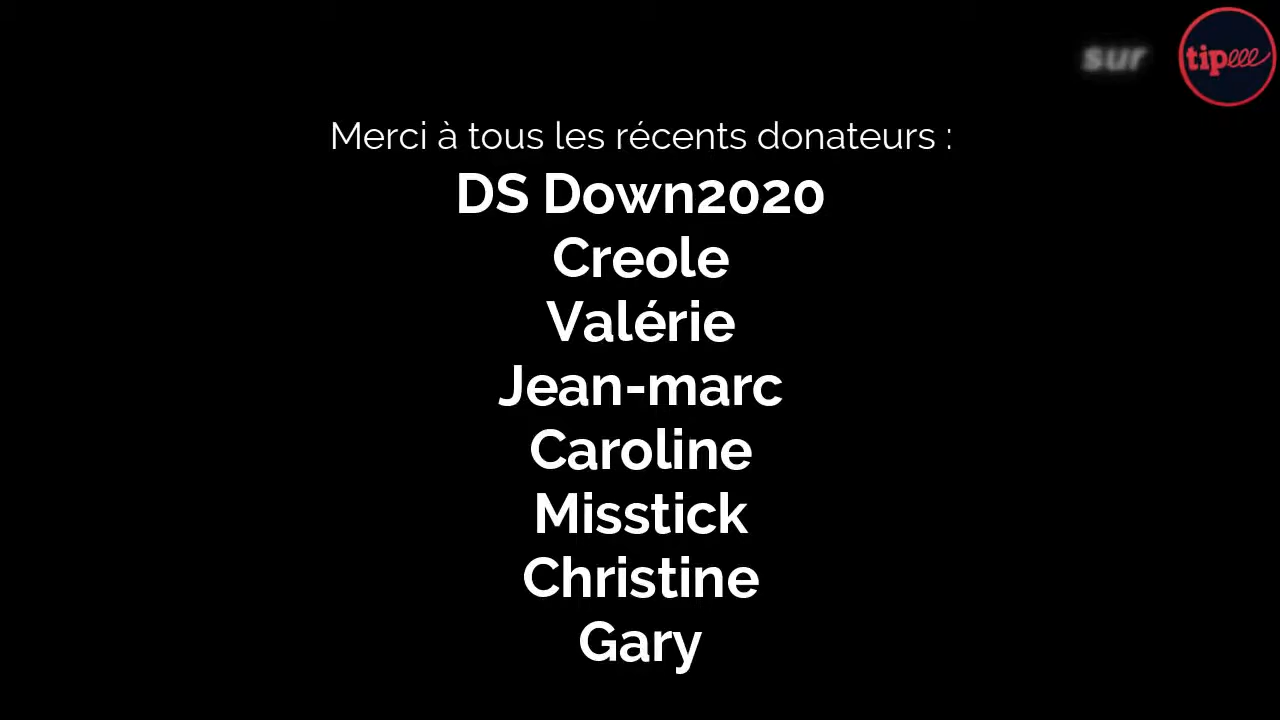 sur
tipeee
Merci à tous les récents donateurs :
DS Down2020
Creole
Valérie
Jean-marc
Caroline
Misstick
Christine
Gary